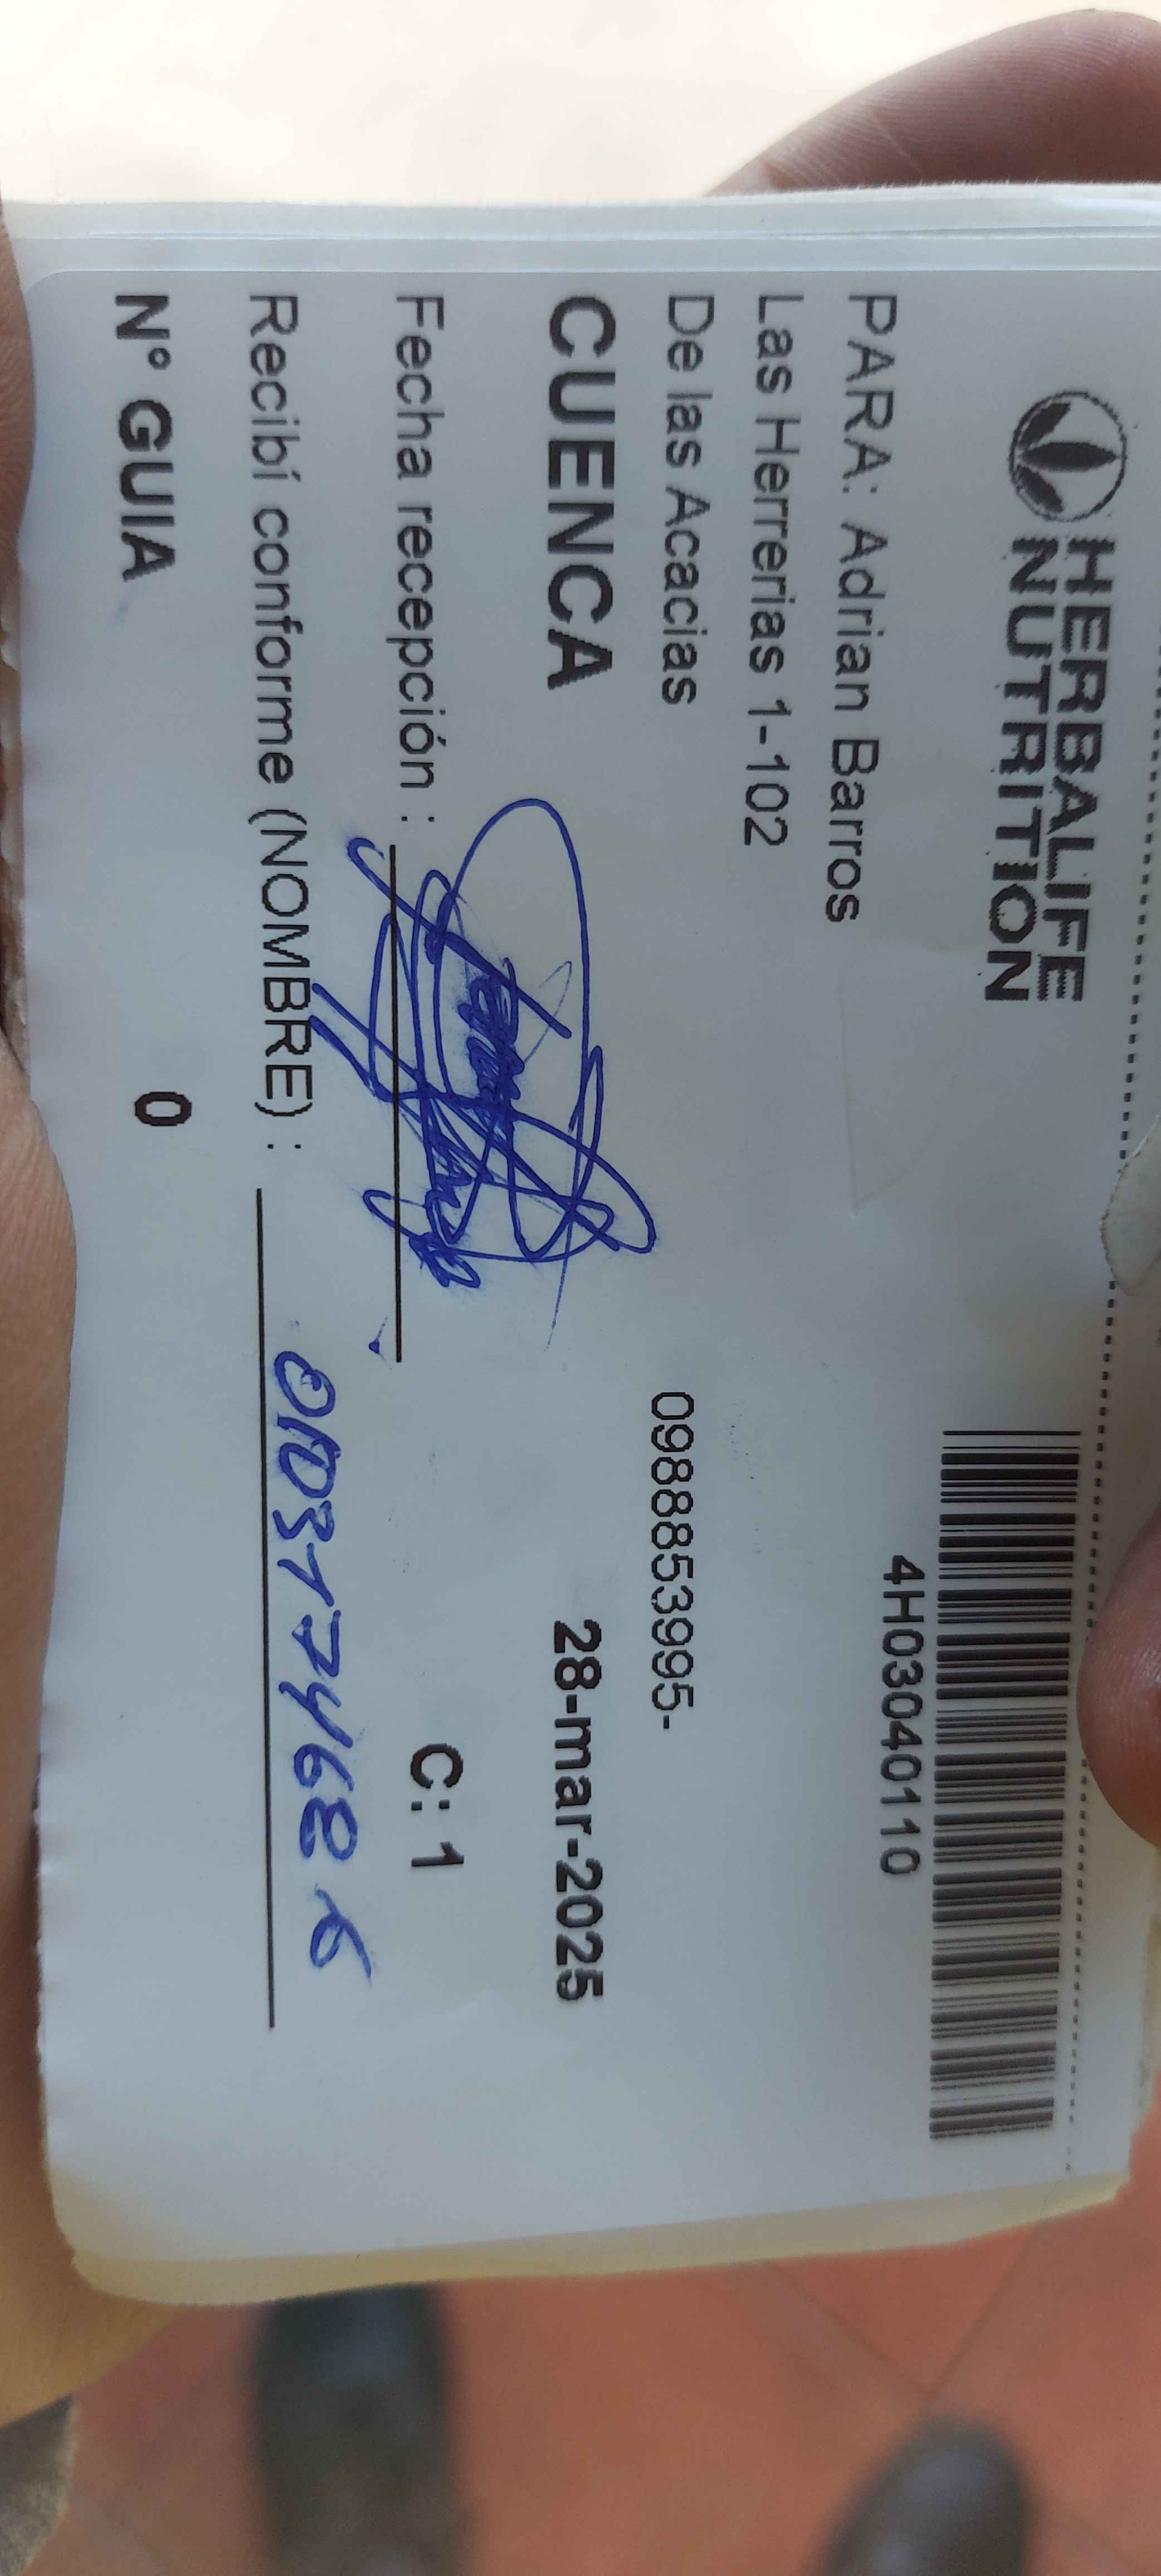 HERBALIFE
NUTRITION
4H03040110
PARA: Adrian Barros
Las Herrerias 1-102
De las Acacias
0988853995-
CUENCA
28-mar-2025
Fecha recepción :
C: 1
Recibí conforme (NOMBRE) :
N° GUIA
0